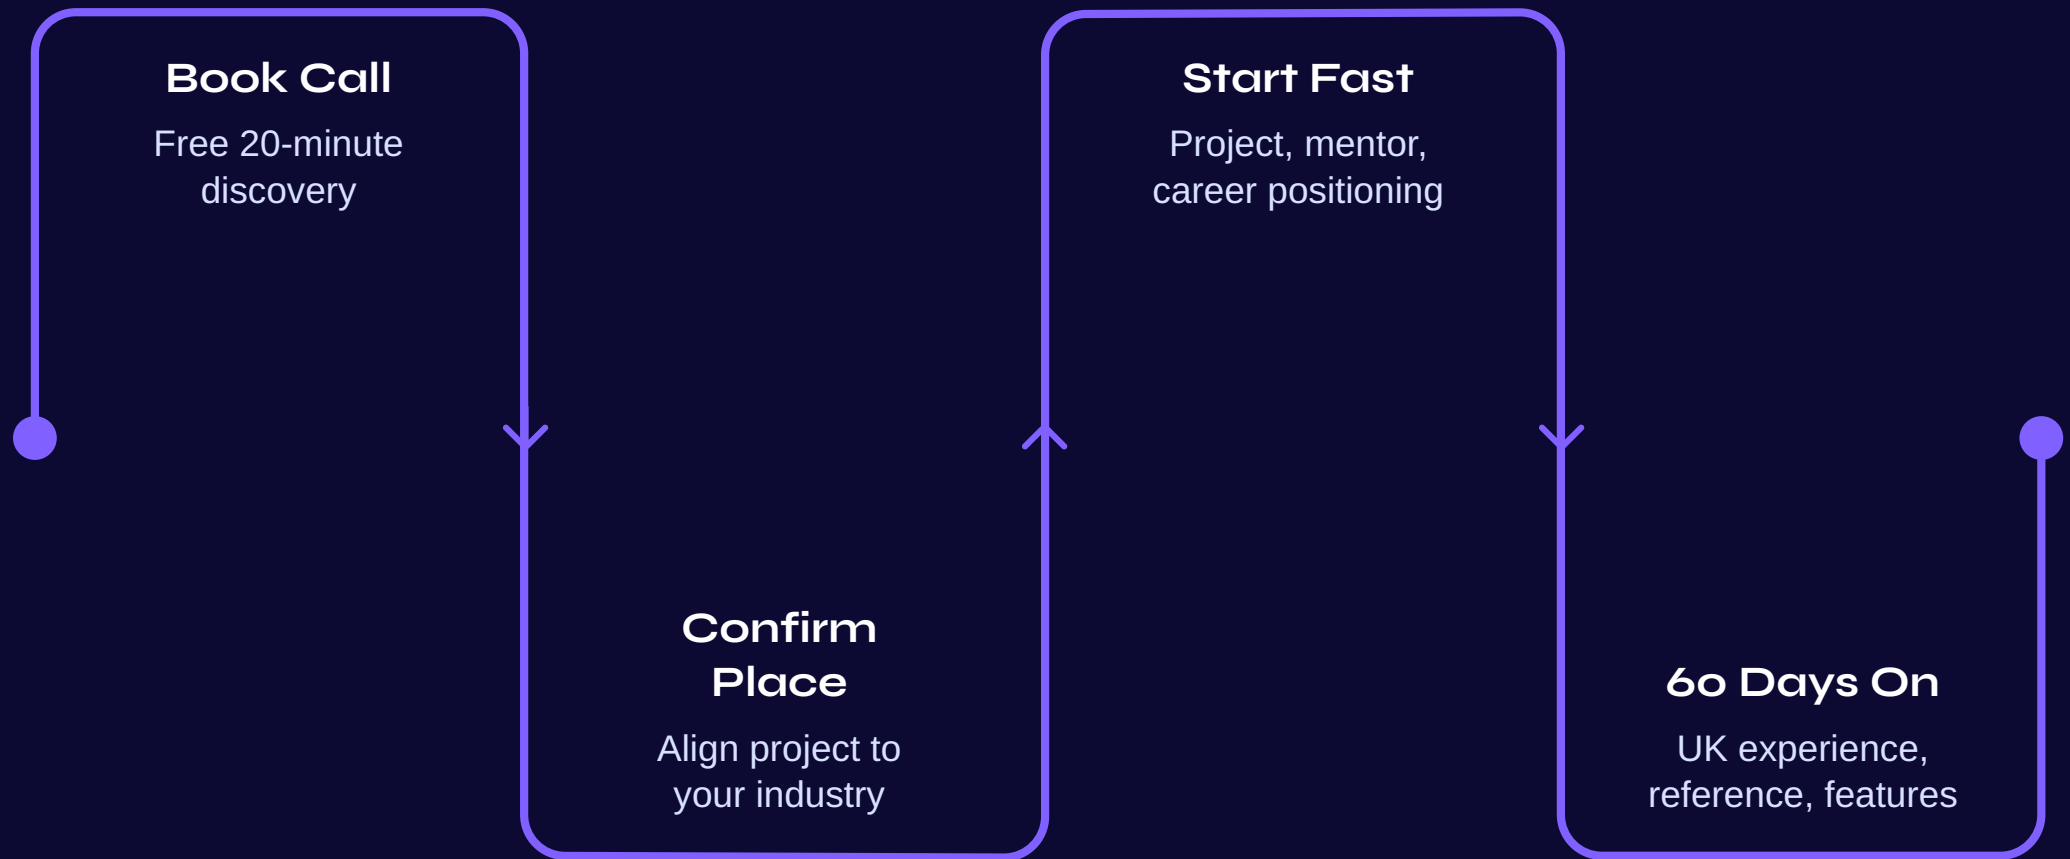 Book Call
Free 20-minute
discovery
Confirm
Place
Align project to
your industry
Start Fast
Project, mentor,
career positioning
60 Days On
UK experience,
reference, features